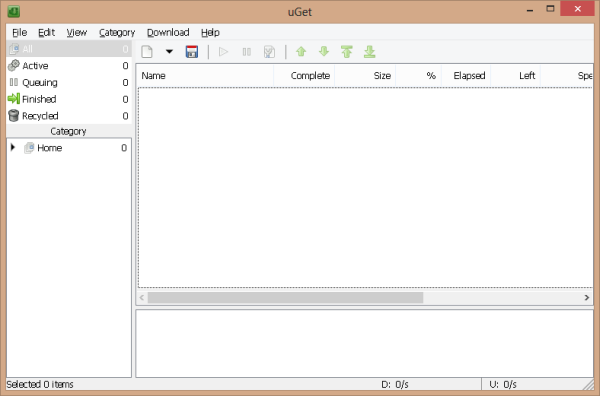 uGet
File Edit View Category Download Help
All 0
Active 0
Queuing 0
Finished 0
Recycled 0
Category
Home 0
Name Complete Size % Elapsed Left Spe
Selected 0 items D: 0/s U: 0/s